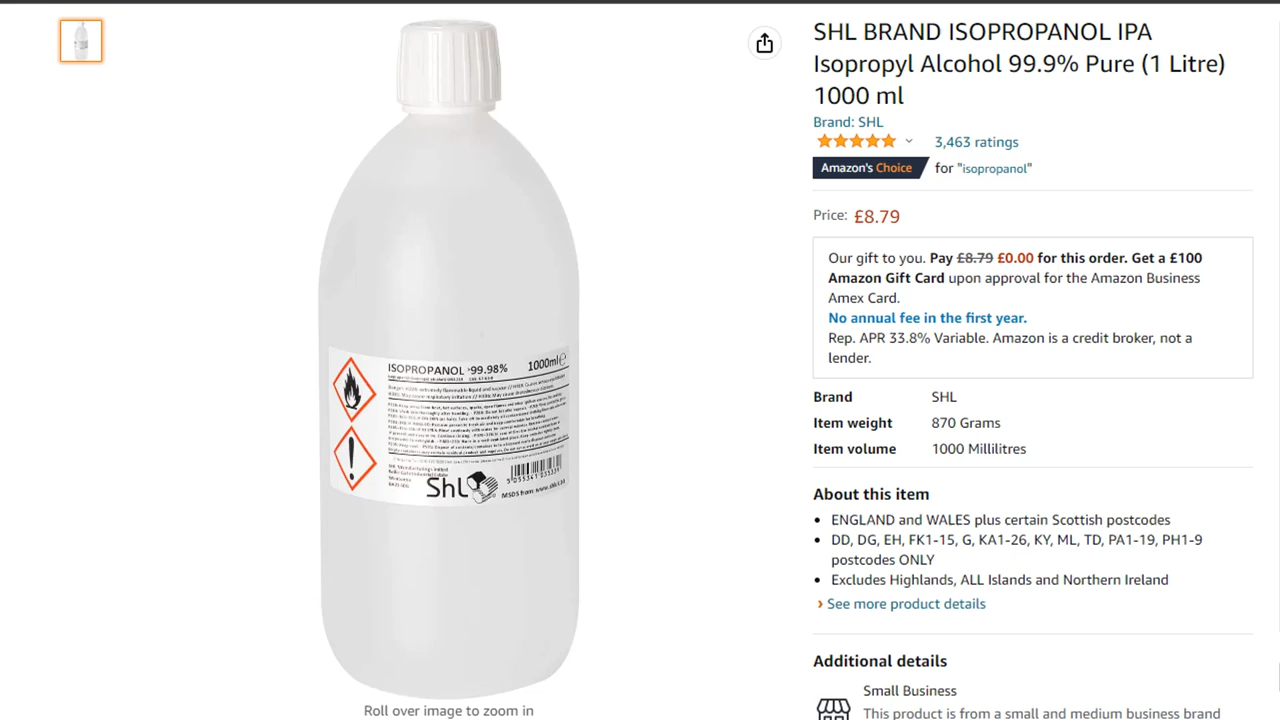 SHL BRAND ISOPROPANOL IPA
Isopropyl Alcohol 99.9% Pure (1 Litre)
1000 ml
Brand: SHL
3,463 ratings
Amazon's Choice for "isopropanol"
Price: £8.79
Our gift to you. Pay £8.79 £0.00 for this order. Get a £100
Amazon Gift Card upon approval for the Amazon Business
Amex Card.
No annual fee in the first year.
Rep. APR 33.8% Variable. Amazon is a credit broker, not a
lender.
Brand SHL
Item weight 870 Grams
Item volume 1000 Millilitres
About this item
• ENGLAND and WALES plus certain Scottish postcodes
• DD, DG, EH, FK1-15, G, KA1-26, KY, ML, TD, PA1-19, PH1-9
postcodes ONLY
• Excludes Highlands, ALL Islands and Northern Ireland
› See more product details
Additional details
Small Business
This product is from a small and medium business brand
ISOPROPANOL +99.98% 1000ml e
ShL
MSDS from:
Roll over image to zoom in